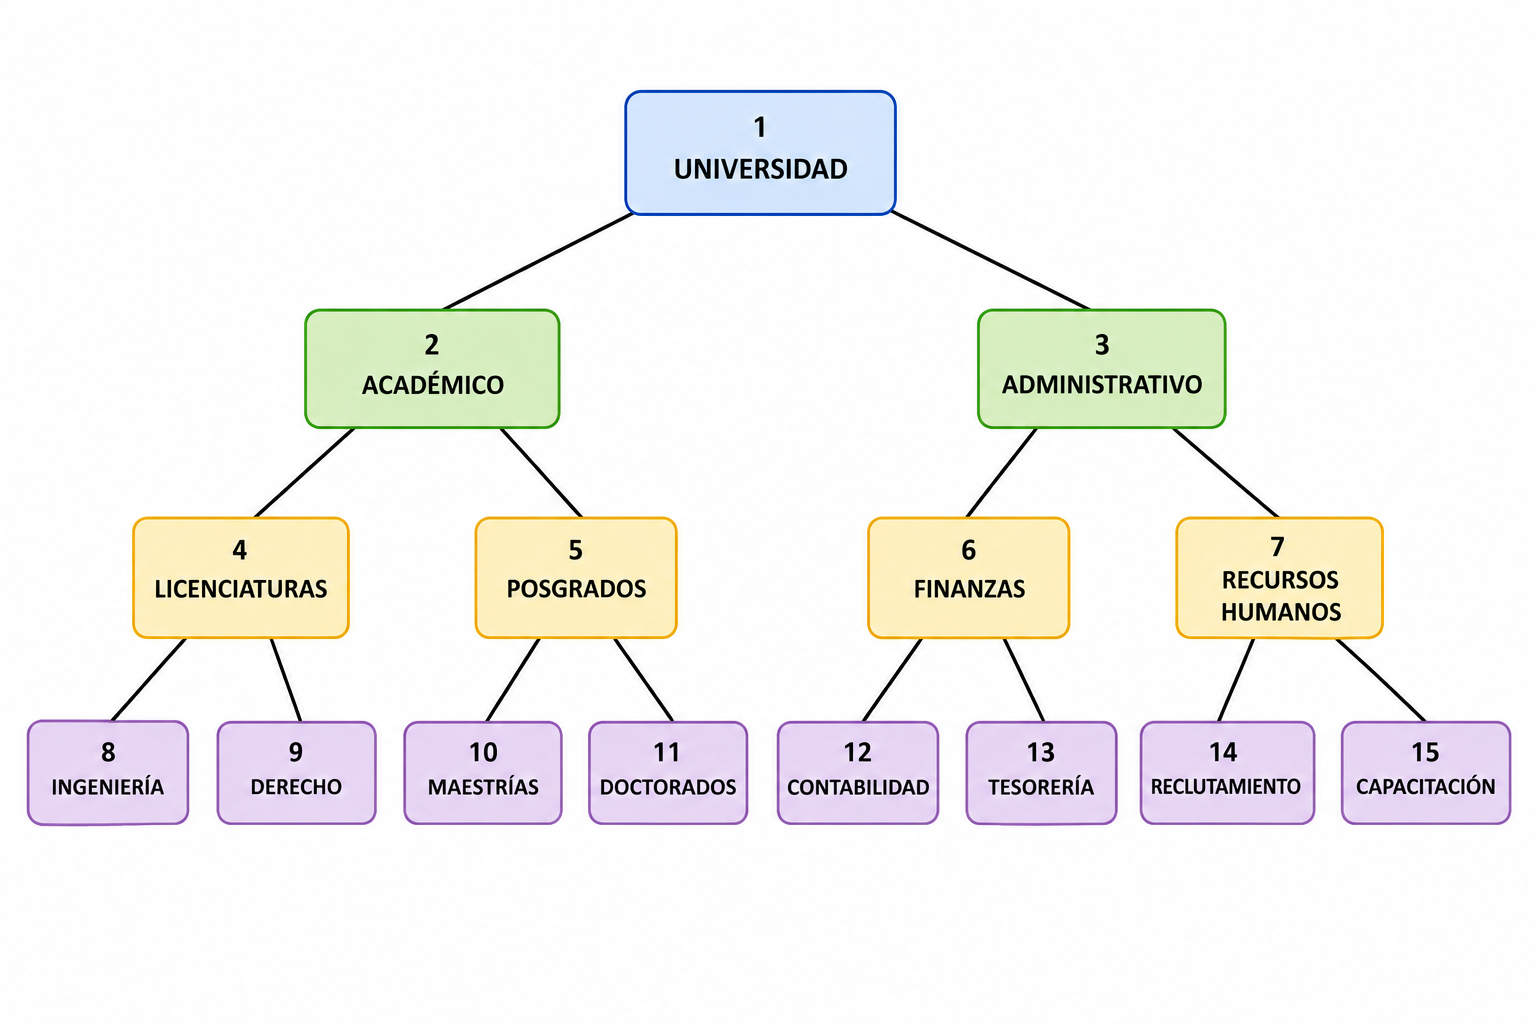 1
UNIVERSIDAD
2
ACADÉMICO
3
ADMINISTRATIVO
4
LICENCIATURAS
5
POSGRADOS
6
FINANZAS
7
RECURSOS
HUMANOS
8
INGENIERÍA
9
DERECHO
10
MAESTRÍAS
11
DOCTORADOS
12
CONTABILIDAD
13
TESORERÍA
14
RECLUTAMIENTO
15
CAPACITACIÓN